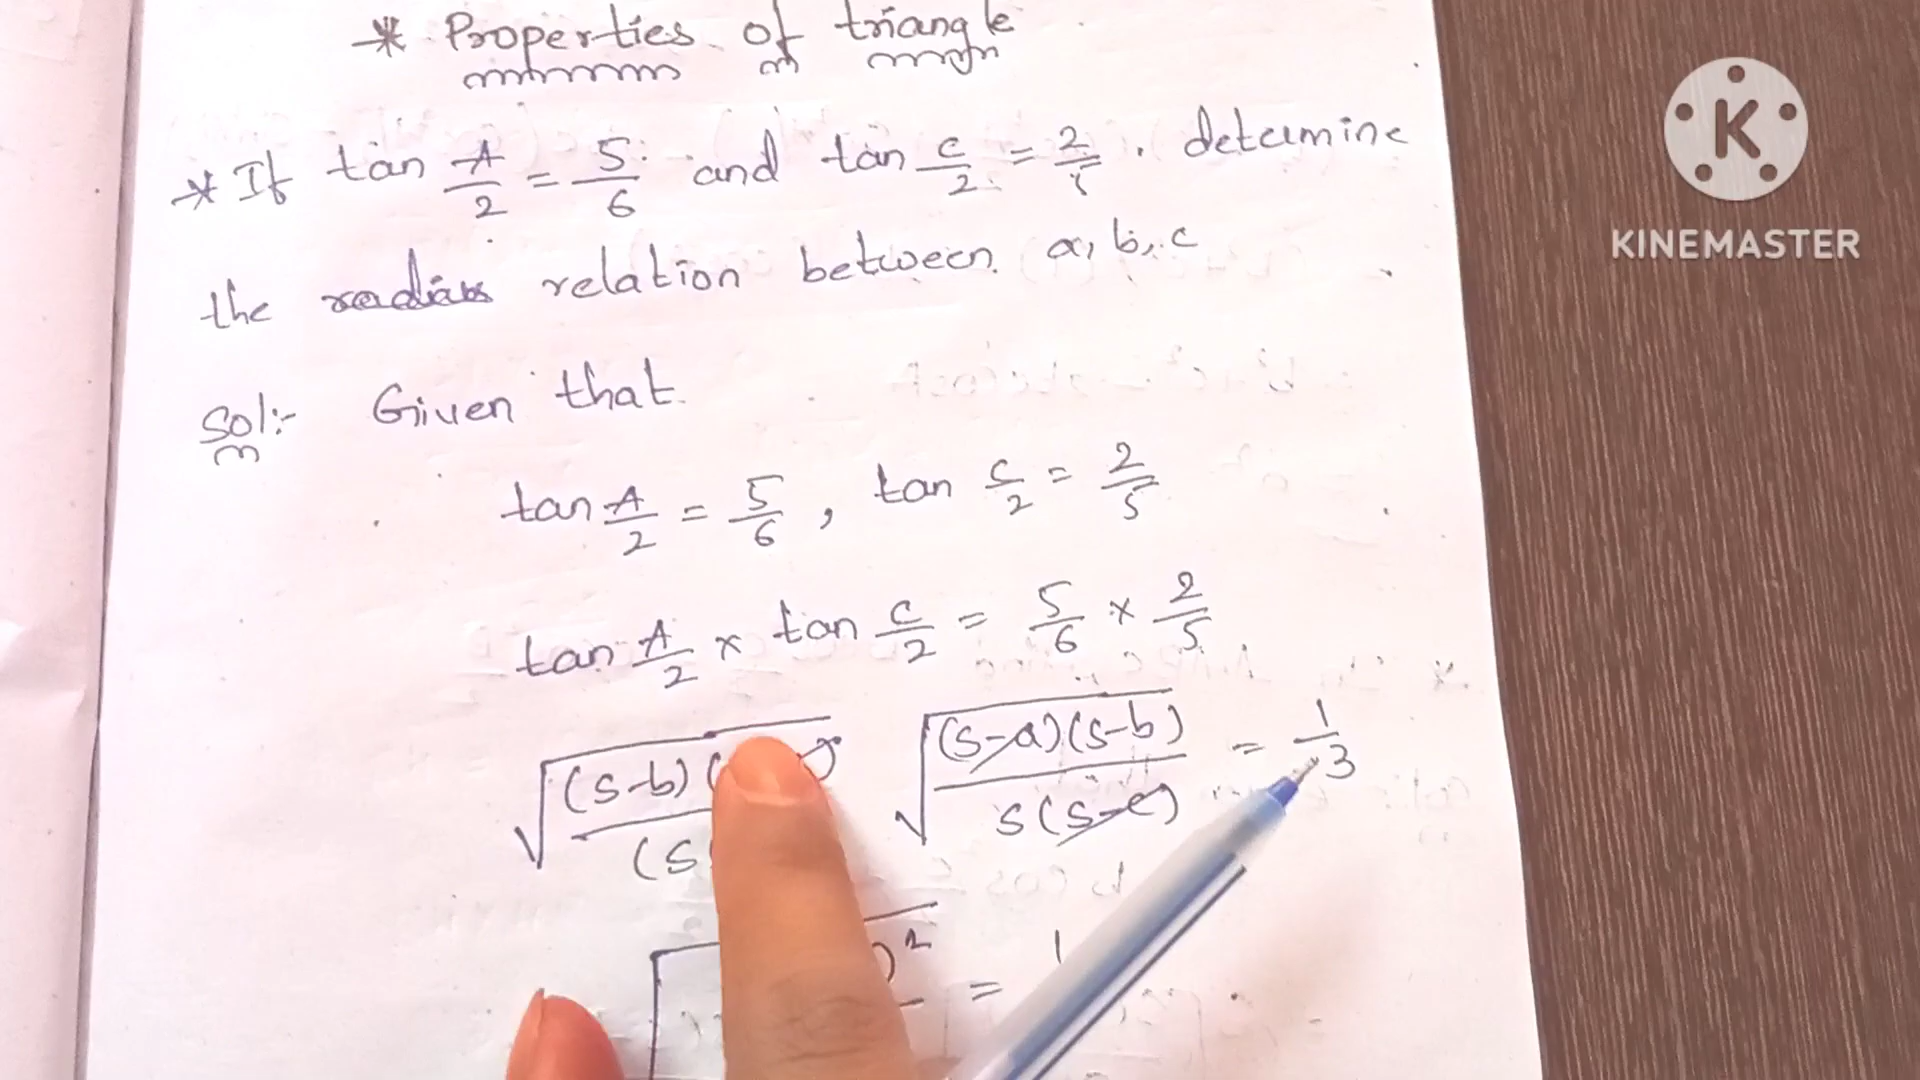 * Properties of triangle
* If tan A/2 = 5/6 and tan C/2 = 2/5. determine
the relation between a, b, c
Sol:- Given that
tan A/2 = 5/6, tan C/2 = 2/5
tan A/2 x tan C/2 = 5/6 x 2/5
√((s-b)( / (s √((s-a)(s-b) / s(s-c)) = 1/3
)² = 1
K
KINEMASTER